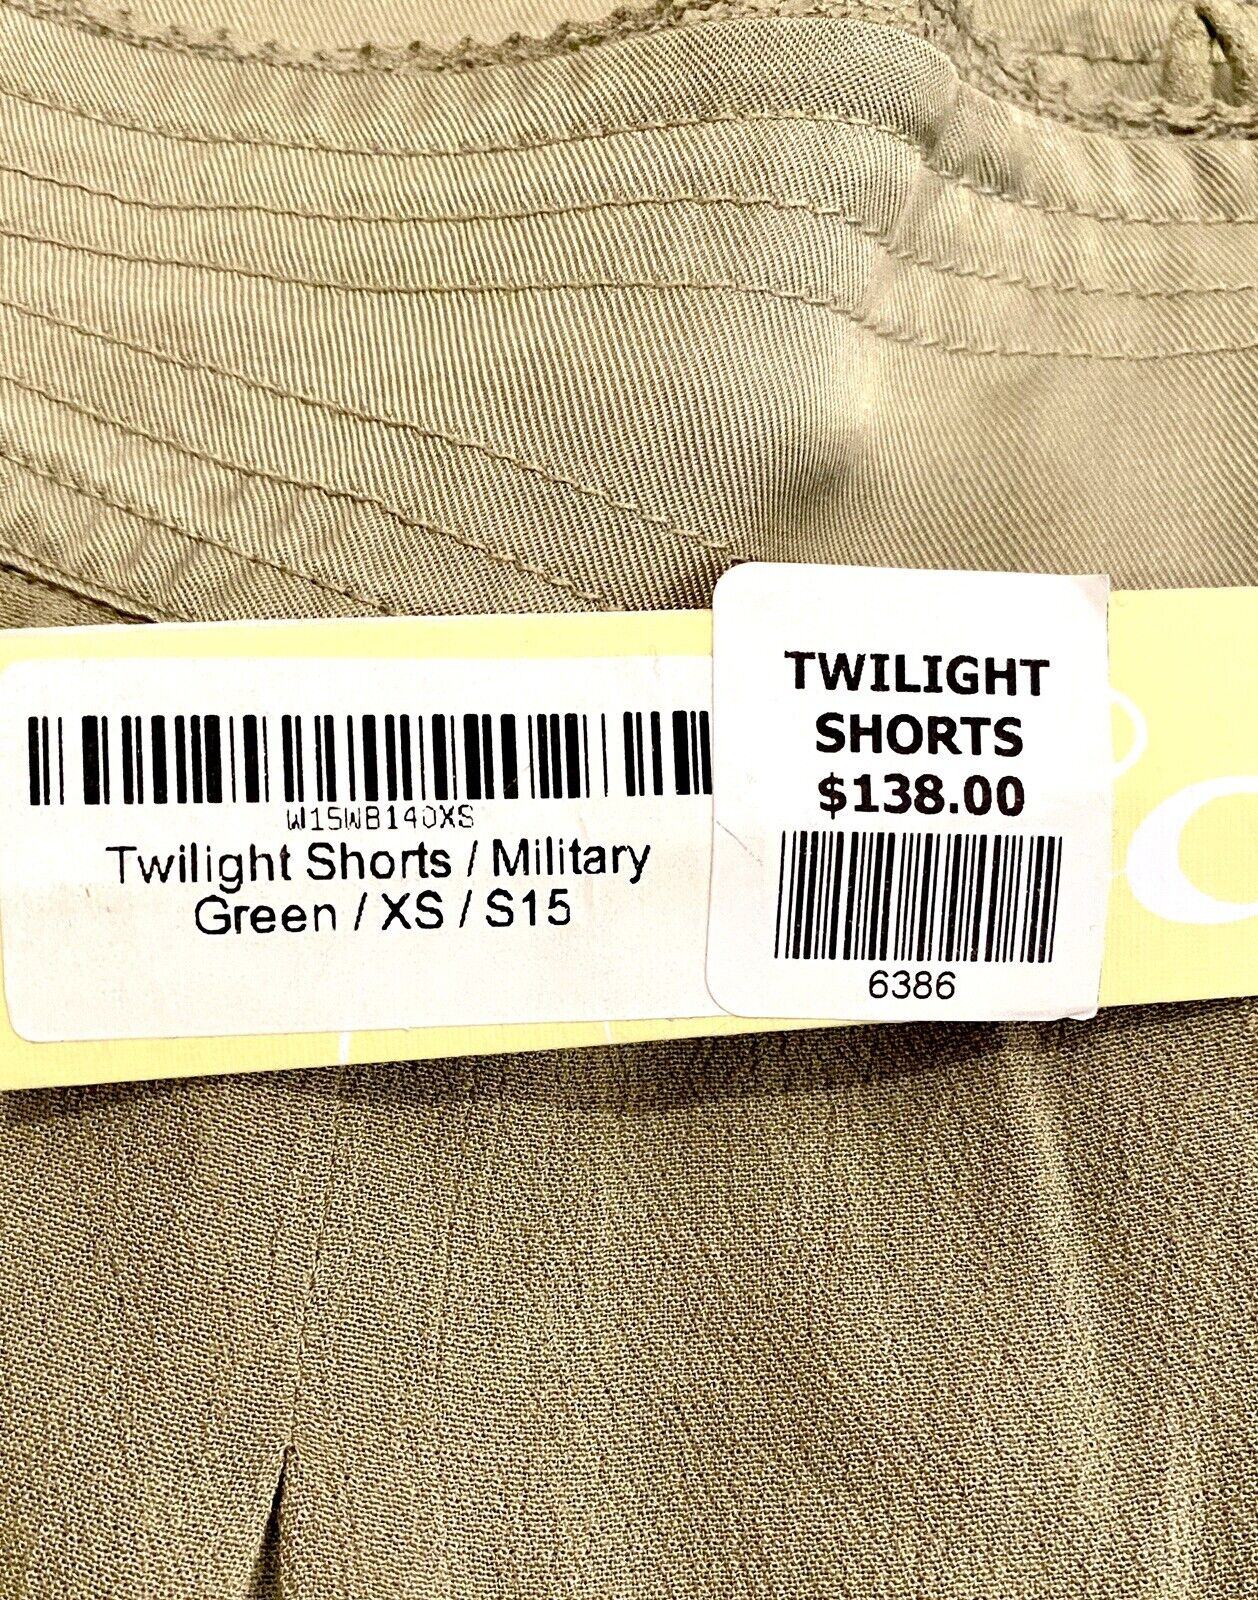 W15WB140XS
Twilight Shorts / Military
Green / XS / S15
TWILIGHT
SHORTS
$138.00
6386